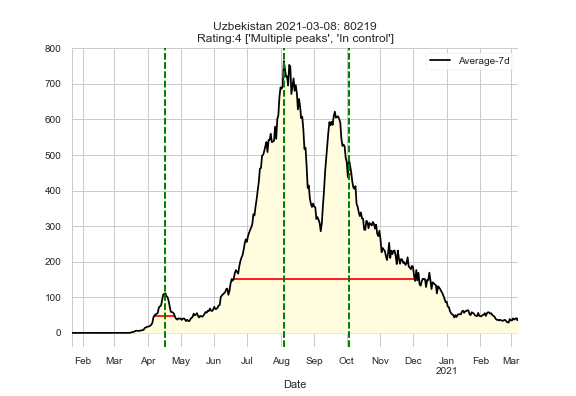 Uzbekistan 2021-03-08: 80219
Rating:4 ['Multiple peaks', 'In control']
Average-7d
800
700
600
500
400
300
200
100
0
Feb Mar Apr May Jun Jul Aug Sep Oct Nov Dec Jan Feb Mar
2021
Date